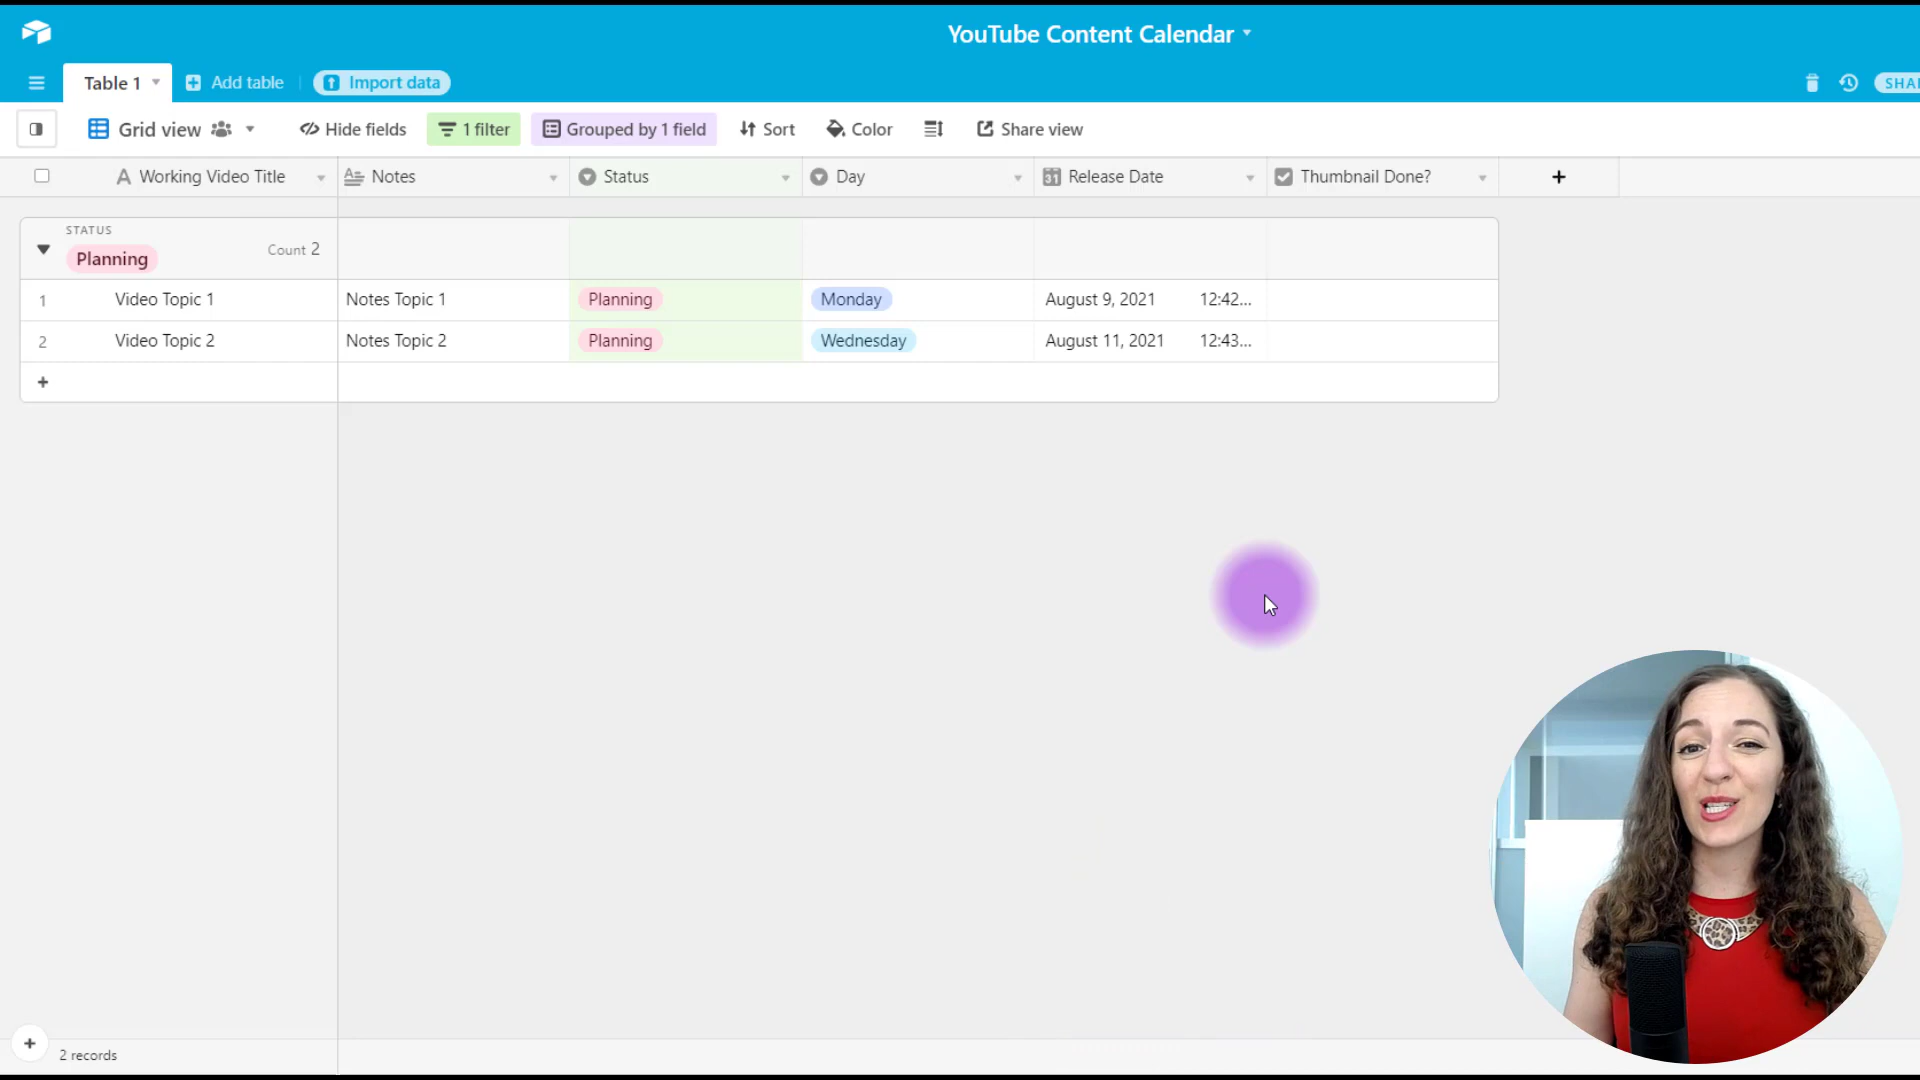 YouTube Content Calendar
Table 1 Add table Import data SHA
Grid view Hide fields 1 filter Grouped by 1 field Sort Color Share view
Working Video Title Notes Status Day Release Date Thumbnail Done?
STATUS
Planning Count 2
1 Video Topic 1 Notes Topic 1 Planning Monday August 9, 2021 12:42...
2 Video Topic 2 Notes Topic 2 Planning Wednesday August 11, 2021 12:43...
+
+ 2 records